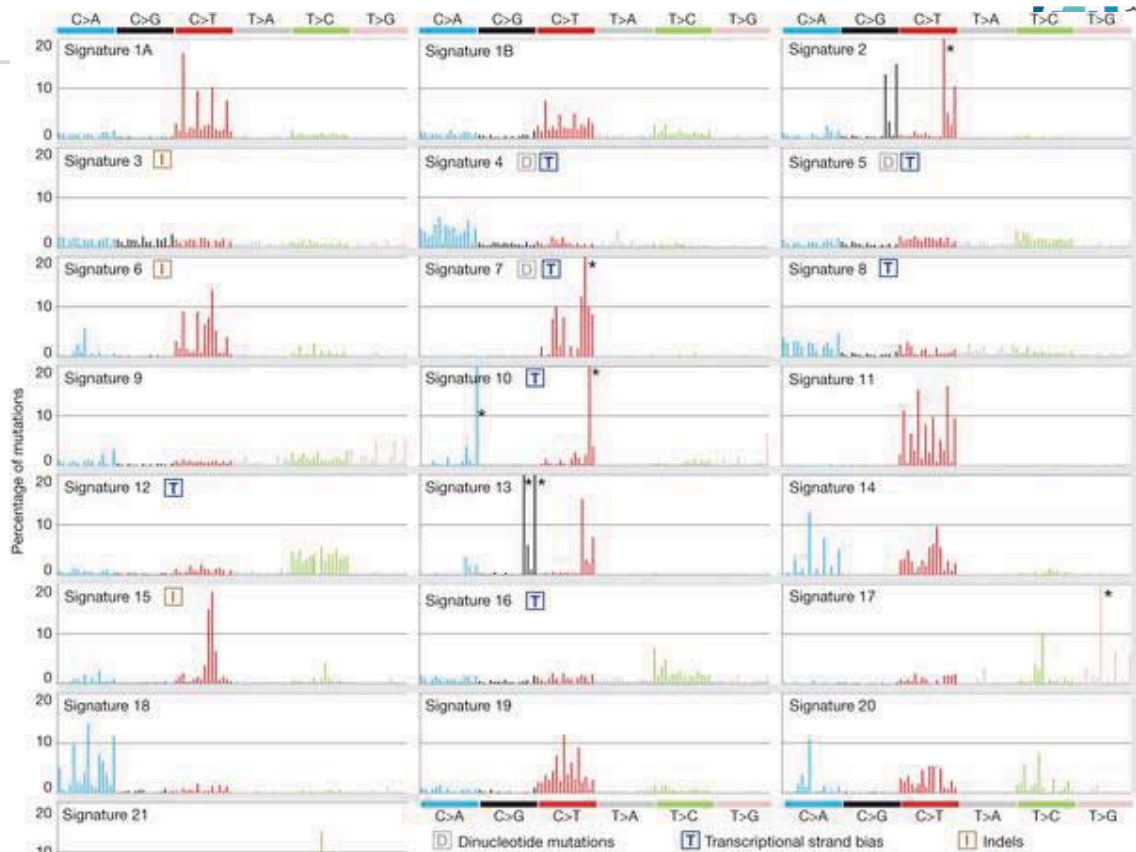 C>A C>G C>T T>A T>C T>G C>A C>G C>T T>A T>C T>G C>A C>G C>T T>A T>C T>G
20 Signature 1A Signature 1B Signature 2 *
10
0
20 Signature 3 I Signature 4 D T Signature 5 D T
10
0
20 Signature 6 I Signature 7 D T * Signature 8 T
10
0
20 Signature 9 Signature 10 T * Signature 11
10 *
0
20 Signature 12 T Signature 13 * * Signature 14
10
0
20 Signature 15 I Signature 16 T Signature 17 *
10
0
20 Signature 18 Signature 19 Signature 20
10
0
20 Signature 21
10
Percentage of mutations
C>A C>G C>T T>A T>C T>G C>A C>G C>T T>A T>C T>G
D Dinucleotide mutations T Transcriptional strand bias I Indels